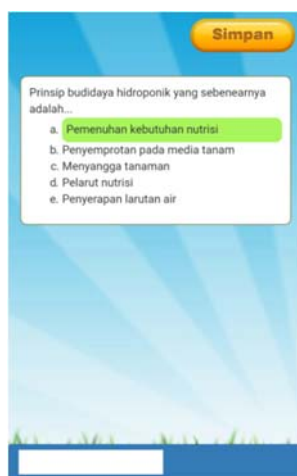 Simpan
Prinsip budidaya hidroponik yang sebenearnya
adalah...
a. Pemenuhan kebutuhan nutrisi
b. Penyemprotan pada media tanam
c. Menyangga tanaman
d. Pelarut nutrisi
e. Penyerapan larutan air